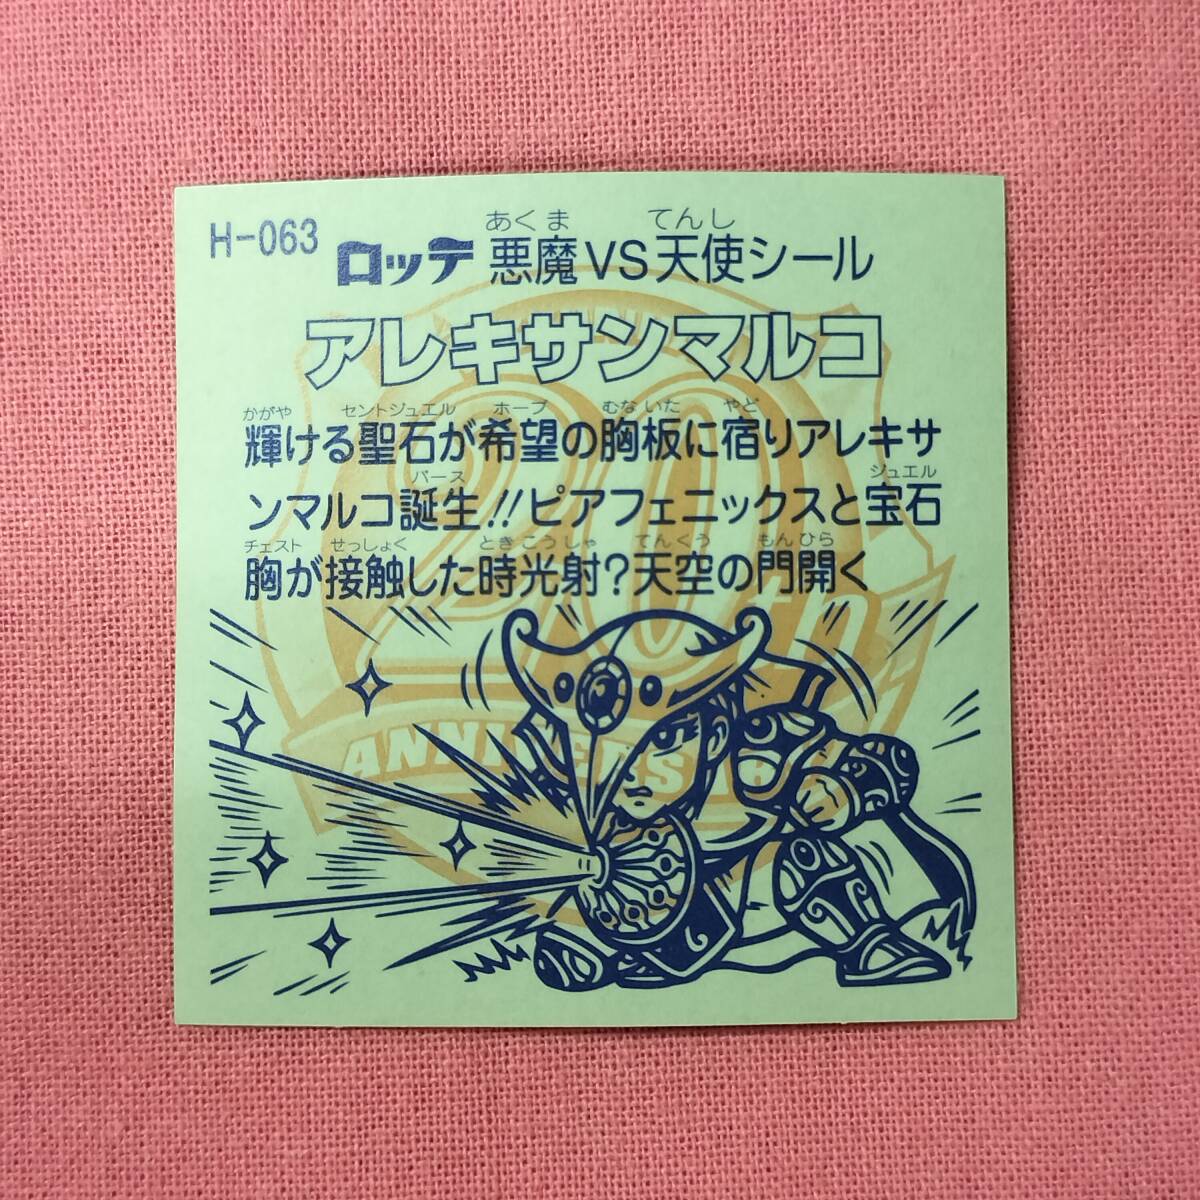 H-063
あくま てんし
ロッテ 悪魔VS天使シール
アレキサンマルコ
かがや セントジュエル ホープ むないた やど
輝ける聖石が希望の胸板に宿りアレキサ
バース ジュエル
ンマルコ誕生!!ピアフェニックスと宝石
チェスト せっしょく ときこうしゃ てんくう もんひら
胸が接触した時光射?天空の門開く
20th
ANNIVERSARY